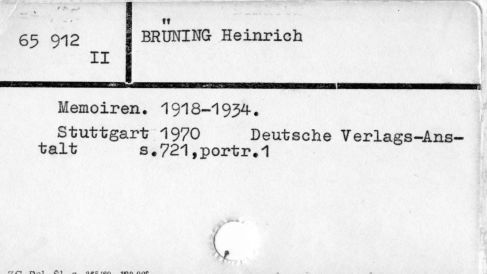 65 912
II
BRÜNING Heinrich
Memoiren. 1918-1934.
Stuttgart 1970 Deutsche Verlags-Ans-
talt s.721,portr.1